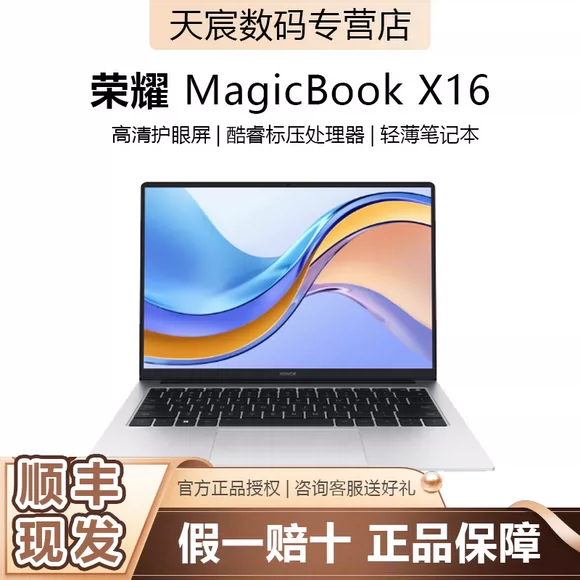 天宸数码专营店
荣耀 MagicBook X16
高清护眼屏 | 酷睿标压处理器 | 轻薄笔记本
HONOR
顺丰
现发
官方正品授权 | 咨询客服送好礼
假一赔十 正品保障